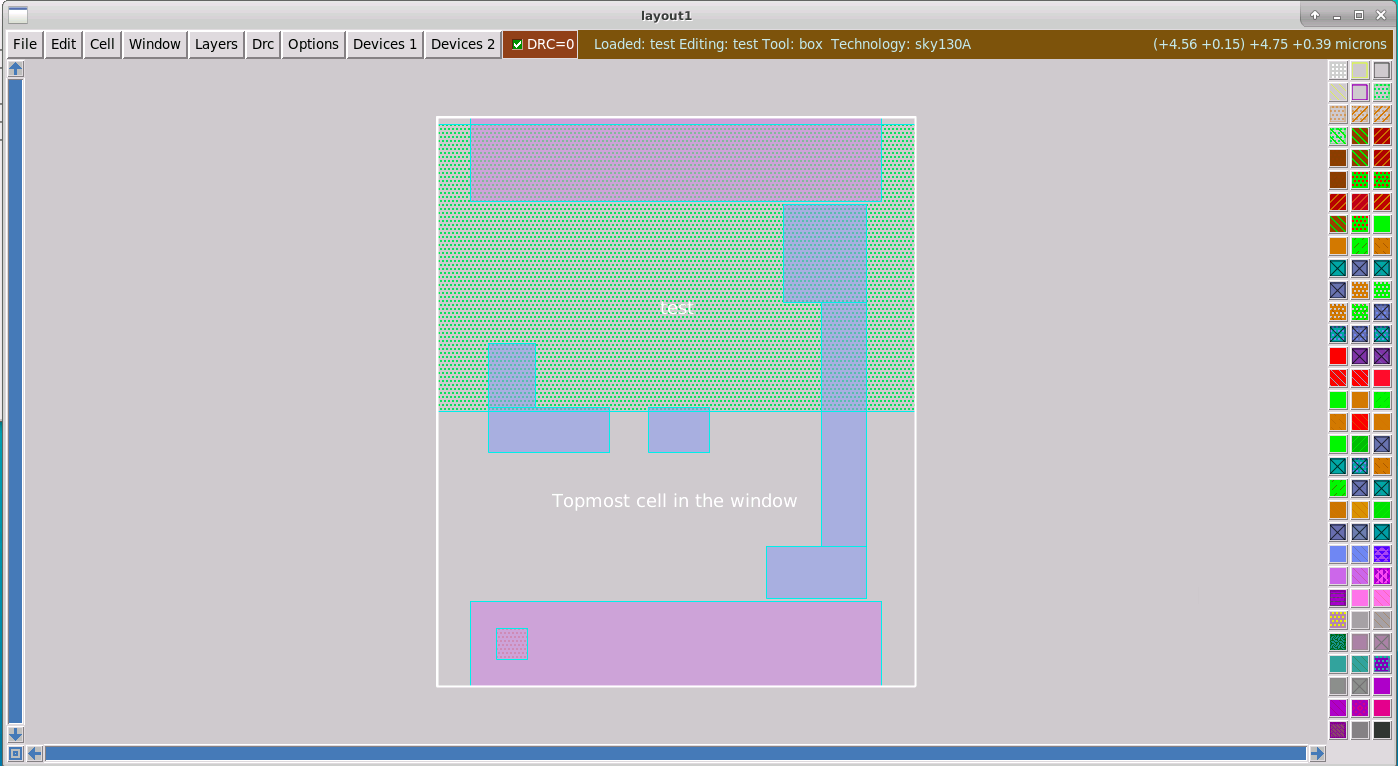 layout1
File Edit Cell Window Layers Drc Options Devices 1 Devices 2 DRC=0 Loaded: test Editing: test Tool: box Technology: sky130A (+4.56 +0.15) +4.75 +0.39 microns
test
Topmost cell in the window